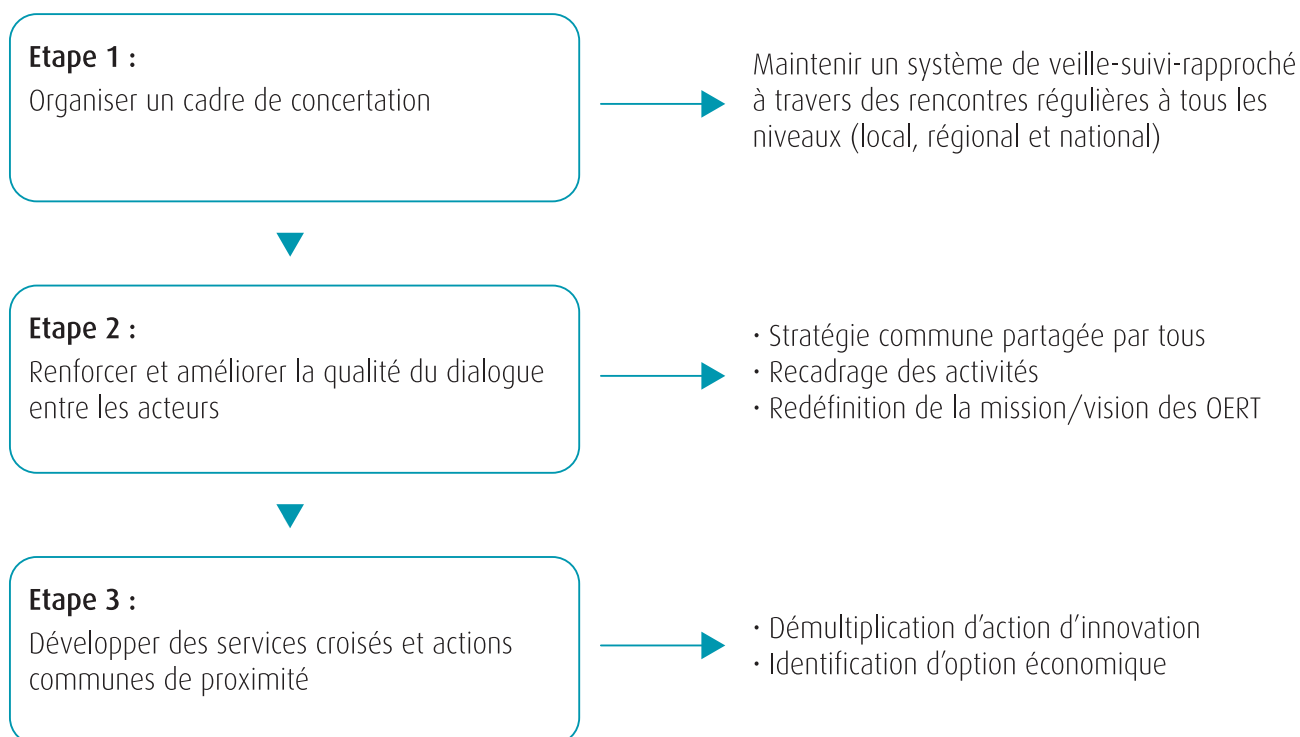 Etape 1 :
Organiser un cadre de concertation
Maintenir un système de veille-suivi-rapproché
à travers des rencontres régulières à tous les
niveaux (local, régional et national)
Etape 2 :
Renforcer et améliorer la qualité du dialogue
entre les acteurs
· Stratégie commune partagée par tous
· Recadrage des activités
· Redéfinition de la mission/vision des OERT
Etape 3 :
Développer des services croisés et actions
communes de proximité
· Démultiplication d’action d’innovation
· Identification d’option économique